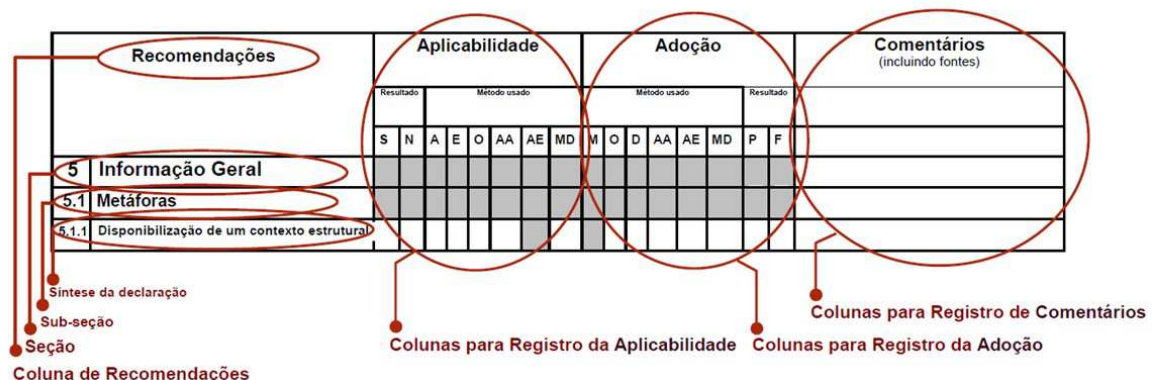 Recomendações
Aplicabilidade
Adoção
Comentários
(incluindo fontes)
Resultado
Método usado
Método usado
Resultado
S N A E O AA AE MD M O D AA AE MD P F
5 Informação Geral
5.1 Metáforas
5.1.1 Disponibilização de um contexto estrutural
Síntese da declaração
Sub-seção
Seção
Coluna de Recomendações
Colunas para Registro da Aplicabilidade
Colunas para Registro da Adoção
Colunas para Registro de Comentários